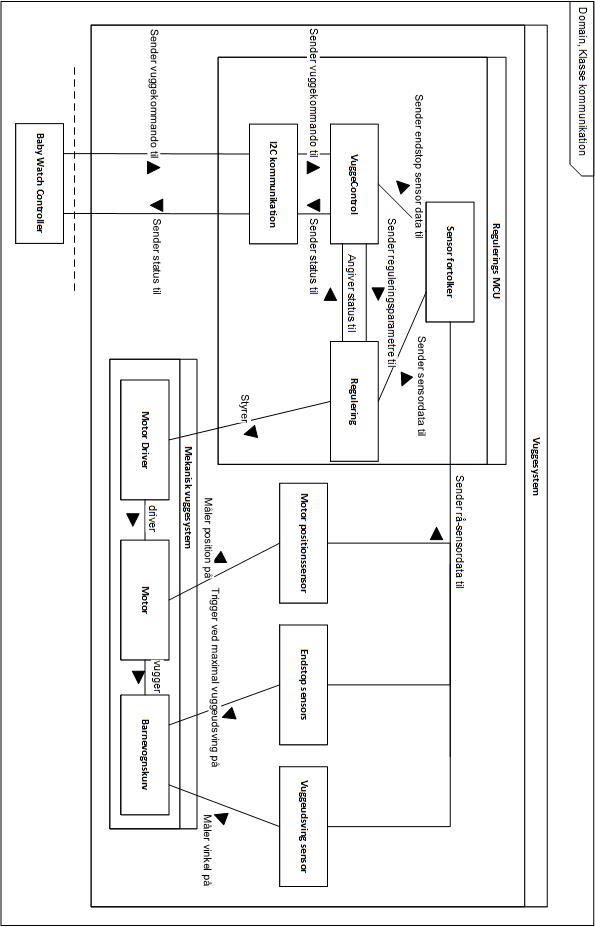 Domain, Klasse kommunikation
Vuggesystem
Regulerings MCU
Sensor fortolker
Sender endstop sensor data til
Sender sensordata til
Sender rå-sensordata til
Sender reguleringsparametre til
VuggeControl
Angiver status til
Regulering
Sender vuggekommando til
Sender status til
I2C kommunikation
Motor positionssensor
Endstop sensors
Vuggeudsving sensor
Styrer
Måler position på
Trigger ved maximal vuggeudsving på
Måler vinkel på
Mekanisk vuggesystem
Sender vuggekommando til
Sender status til
Motor Driver
driver
Motor
vugger
Barnevognskurv
Baby Watch Controller